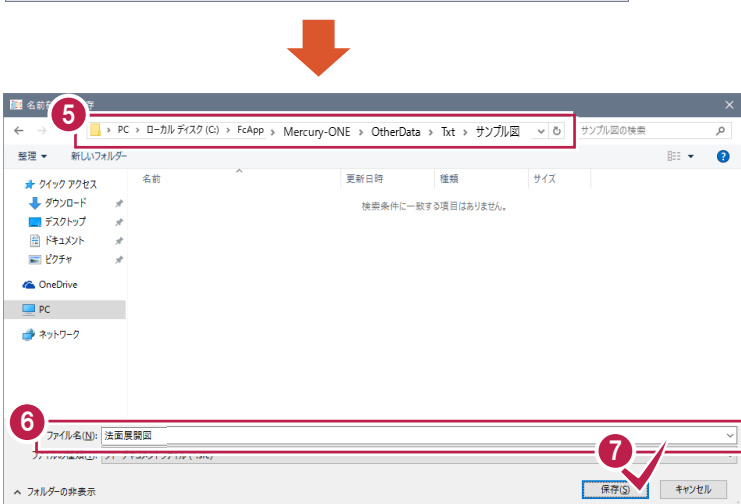 名前
5
PC › ローカル ディスク (C:) › FcApp › Mercury-ONE › OtherData › Txt › サンプル図
サンプル図の検索
整理 新しいフォルダー
?
クイック アクセス
ダウンロード
デスクトップ
ドキュメント
ピクチャ
OneDrive
PC
ネットワーク
名前 更新日時 種類 サイズ
検索条件に一致する項目はありません。
6
ファイル名(N): 法面展開図
7
フォルダーの非表示
保存(S) キャンセル